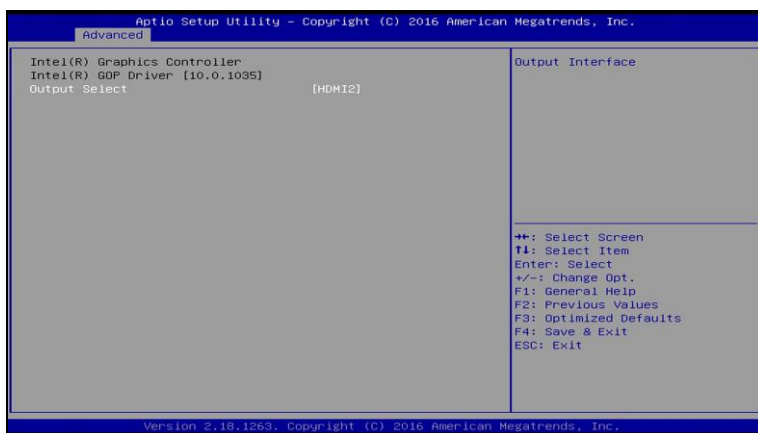 Aptio Setup Utility – Copyright (C) 2016 American Megatrends, Inc.
Advanced
Intel(R) Graphics Controller
Intel(R) GOP Driver [10.0.1035]
Output Select [HDMI2]
Output Interface
→←: Select Screen
↑↓: Select Item
Enter: Select
+/-: Change Opt.
F1: General Help
F2: Previous Values
F3: Optimized Defaults
F4: Save & Exit
ESC: Exit
Version 2.18.1263. Copyright (C) 2016 American Megatrends, Inc.